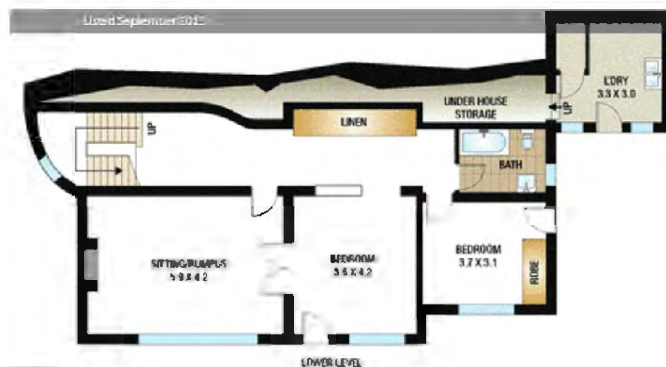 Listed September 2015
L'DRY
3.3 X 3.0
UP
UNDER HOUSE
STORAGE
UP
LINEN
BATH
SITTING/RUMPUS
5.9 X 4.2
BEDROOM
3.6 X 4.2
BEDROOM
3.7 X 3.1
ROBE
LOWER LEVEL